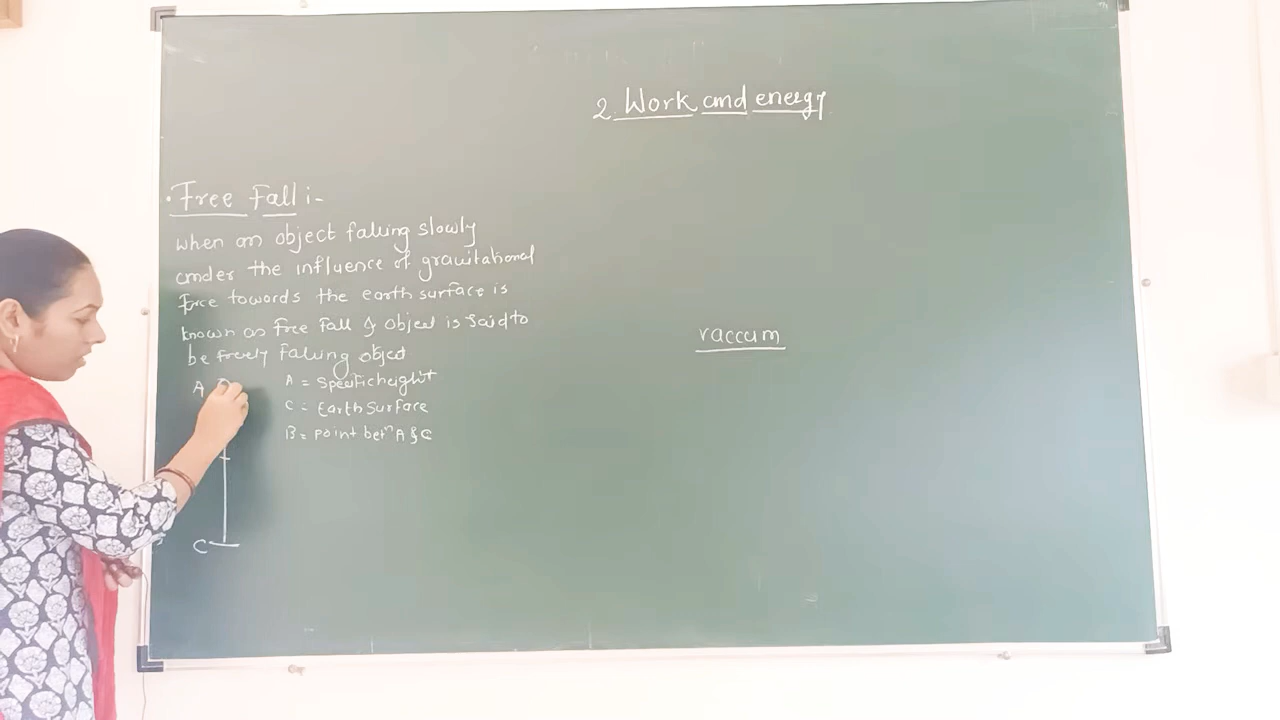 2. Work and energy
• Free Fall :-
When an object falling slowly
under the influence of gravitational
Force towards the earth surface is
known as free fall & object is said to
be freely falling object
A
A = Specific height
C = Earth Surface
B = point betn A & C
C
vaccum